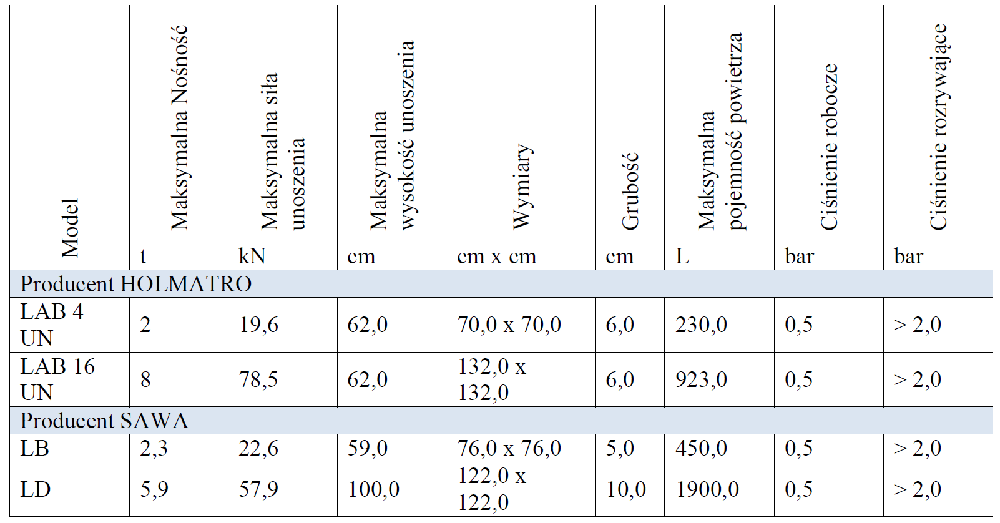 Model
Maksymalna Nośność
Maksymalna siła
unoszenia
Maksymalna
wysokość unoszenia
Wymiary
Grubość
Maksymalna
pojemność powietrza
Ciśnienie robocze
Ciśnienie rozrywające
t kN cm cm x cm cm L bar bar
Producent HOLMATRO
LAB 4
UN
2 19,6 62,0 70,0 x 70,0 6,0 230,0 0,5 > 2,0
LAB 16
UN
8 78,5 62,0 132,0 x
132,0
6,0 923,0 0,5 > 2,0
Producent SAWA
LB 2,3 22,6 59,0 76,0 x 76,0 5,0 450,0 0,5 > 2,0
LD 5,9 57,9 100,0 122,0 x
122,0
10,0 1900,0 0,5 > 2,0